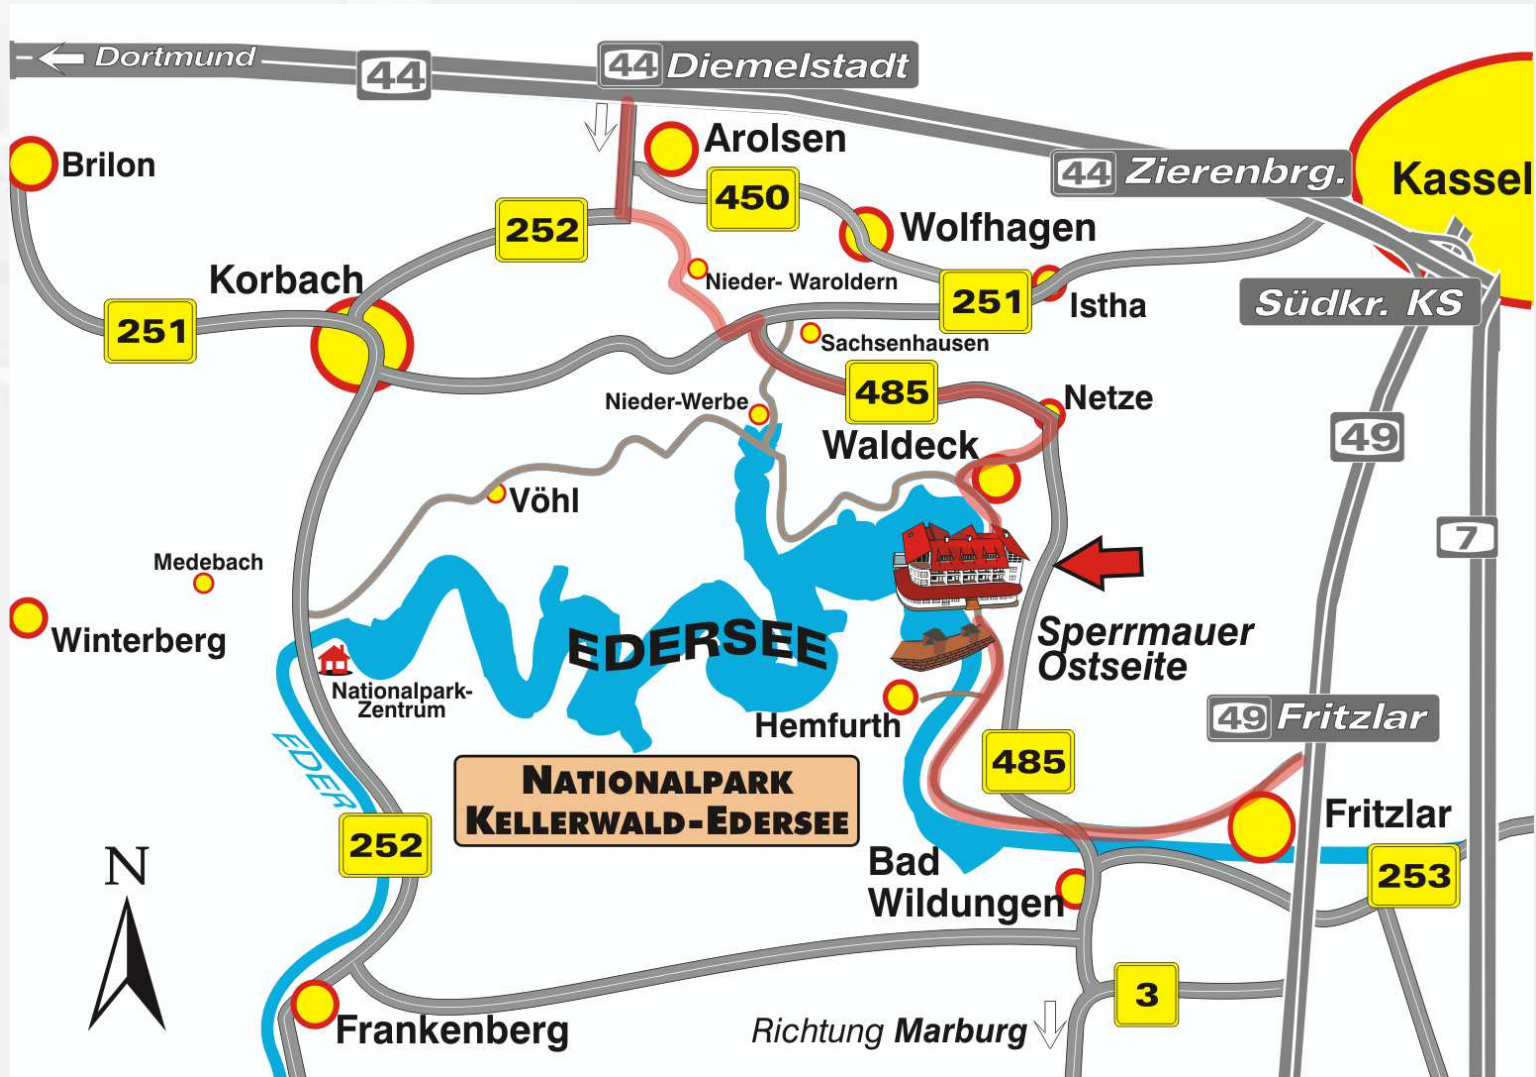 Dortmund
44
44 Diemelstadt
Arolsen
Brilon
44 Zierenbrg.
Kassel
450
252
Wolfhagen
Korbach
Nieder- Waroldern
251
251
Istha
Südkr. KS
Sachsenhausen
485
Netze
Nieder-Werbe
Waldeck
49
Vöhl
7
Medebach
Winterberg
EDERSEE
Sperrmauer
Ostseite
Nationalpark-
Zentrum
Hemfurth
49 Fritzlar
EDER
NATIONALPARK
KELLERWALD-EDERSEE
485
Fritzlar
252
N
Bad
Wildungen
253
3
Frankenberg
Richtung Marburg